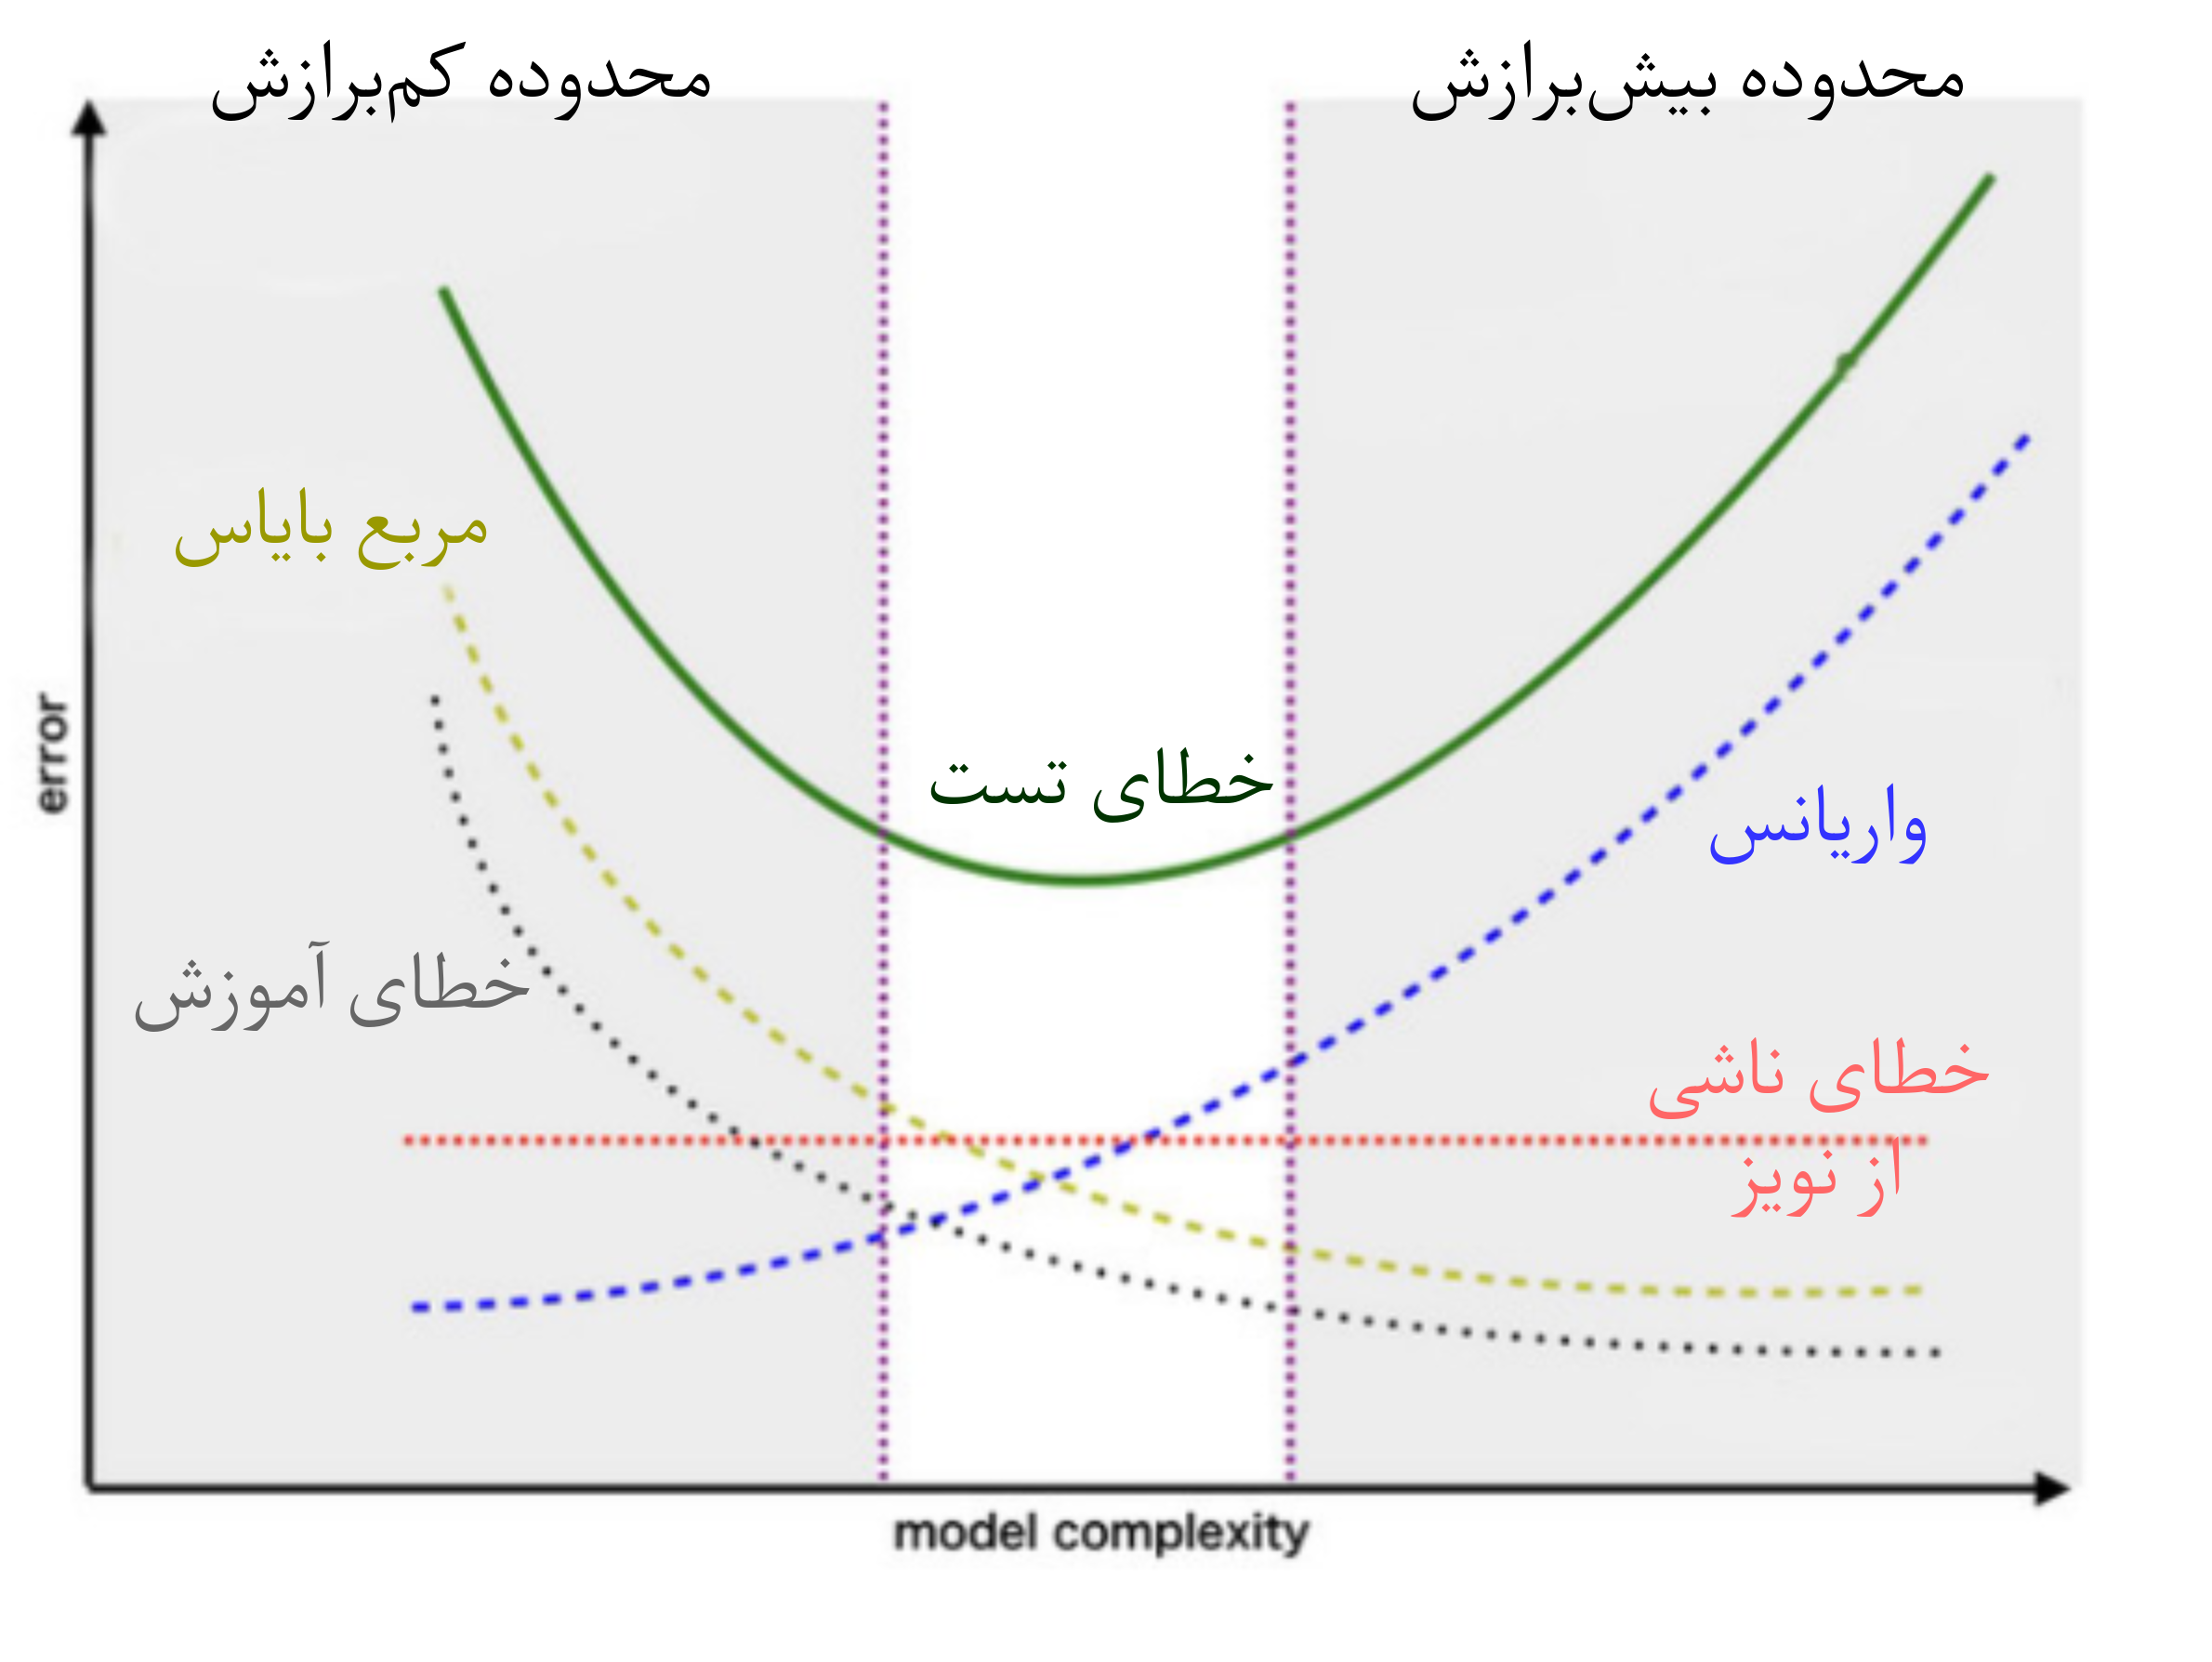 محدوده کم‌برازش
محدوده بیش‌برازش
مربع بایاس
خطای تست
واریانس
خطای آموزش
خطای ناشی
از نویز
error
model complexity